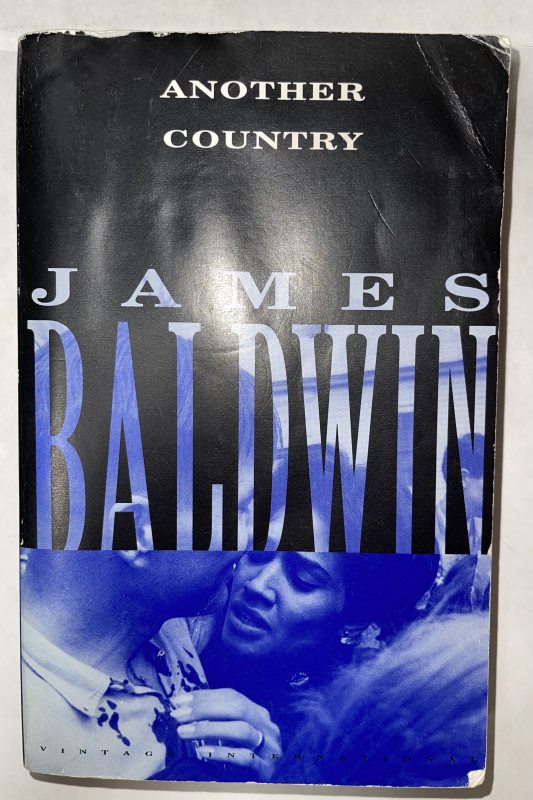 ANOTHER
COUNTRY
JAMES
BALDWIN
VINTAGE INTERNATIONAL